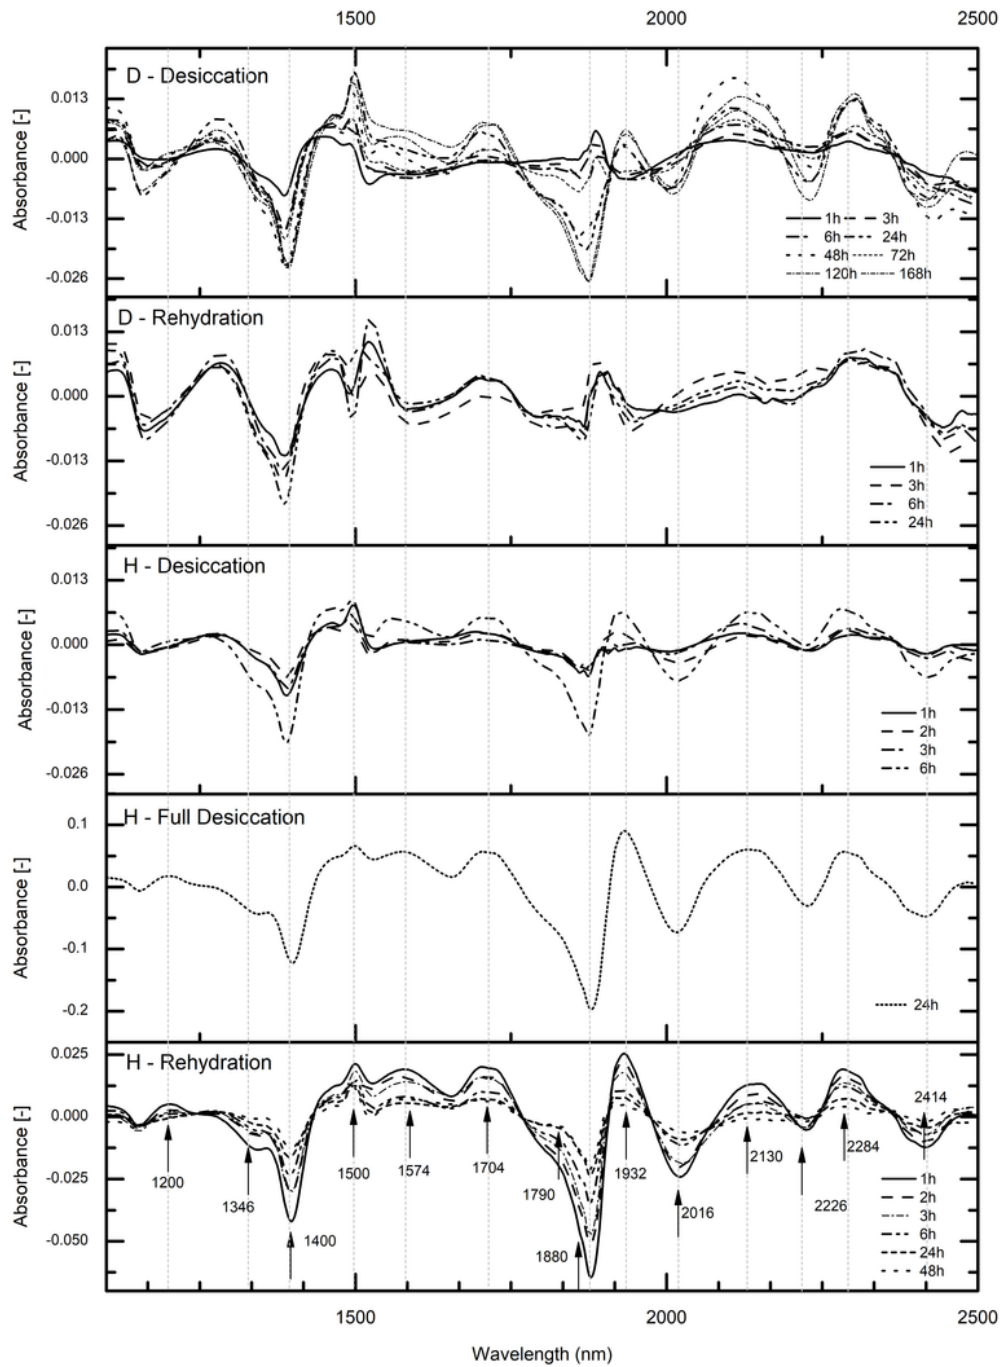 1500 2000 2500
D - Desiccation
0.013
0.000
-0.013
-0.026
Absorbance [-]
1h 3h
6h 24h
48h 72h
120h 168h
D - Rehydration
0.013
0.000
-0.013
-0.026
Absorbance [-]
1h
3h
6h
24h
H - Desiccation
0.013
0.000
-0.013
-0.026
Absorbance [-]
1h
2h
3h
6h
H - Full Desiccation
0.1
0.0
-0.1
-0.2
Absorbance [-]
24h
H - Rehydration
0.025
0.000
-0.025
-0.050
Absorbance [-]
1200
1346
1400
1500
1574
1704
1790
1880
1932
2016
2130
2226
2284
2414
1h
2h
3h
6h
24h
48h
1500 2000 2500
Wavelength (nm)